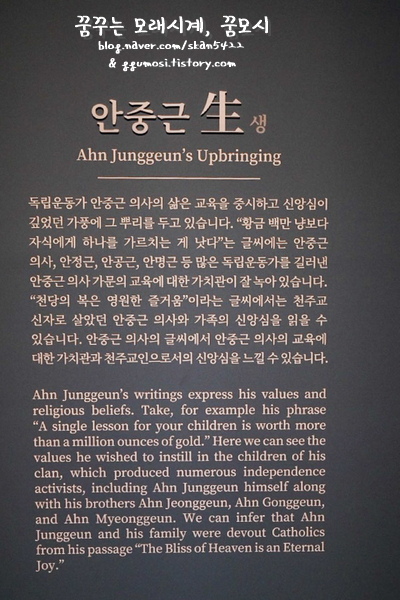 꿈꾸는 모래시계, 꿈모시
blog.naver.com/skan5422
& ggumosi.tistory.com
안중근 生 생
Ahn Junggeun's Upbringing
독립운동가 안중근 의사의 삶은 교육을 중시하고 신앙심이
깊었던 가풍에 그 뿌리를 두고 있습니다. “황금 백만 냥보다
자식에게 하나를 가르치는 게 낫다”는 글씨에는 안중근
의사, 안정근, 안공근, 안명근 등 많은 독립운동가를 길러낸
안중근 의사 가문의 교육에 대한 가치관이 잘 녹아 있습니다.
“천당의 복은 영원한 즐거움”이라는 글씨에서는 천주교
신자로 살았던 안중근 의사와 가족의 신앙심을 읽을 수
있습니다. 안중근 의사의 글씨에서 안중근 의사의 교육에
대한 가치관과 천주교인으로서의 신앙심을 느낄 수 있습니다.
Ahn Junggeun's writings express his values and
religious beliefs. Take, for example his phrase
“A single lesson for your children is worth more
than a million ounces of gold.” Here we can see the
values he wished to instill in the children of his
clan, which produced numerous independence
activists, including Ahn Junggeun himself along
with his brothers Ahn Jeonggeun, Ahn Gonggeun,
and Ahn Myeonggeun. We can infer that Ahn
Junggeun and his family were devout Catholics
from his passage “The Bliss of Heaven is an Eternal
Joy.”